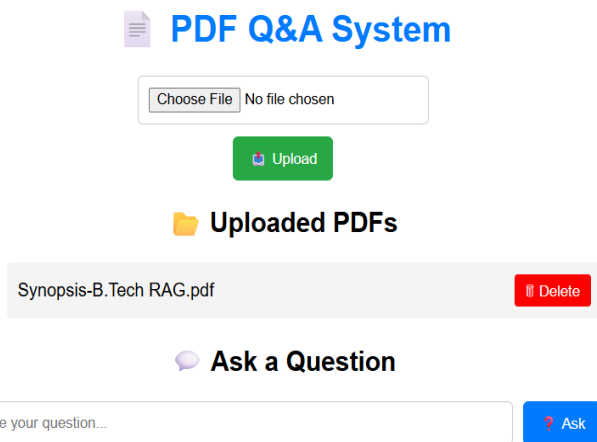 PDF Q&A System
Choose File No file chosen
Upload
Uploaded PDFs
Synopsis-B.Tech RAG.pdf Delete
Ask a Question
e your question... Ask